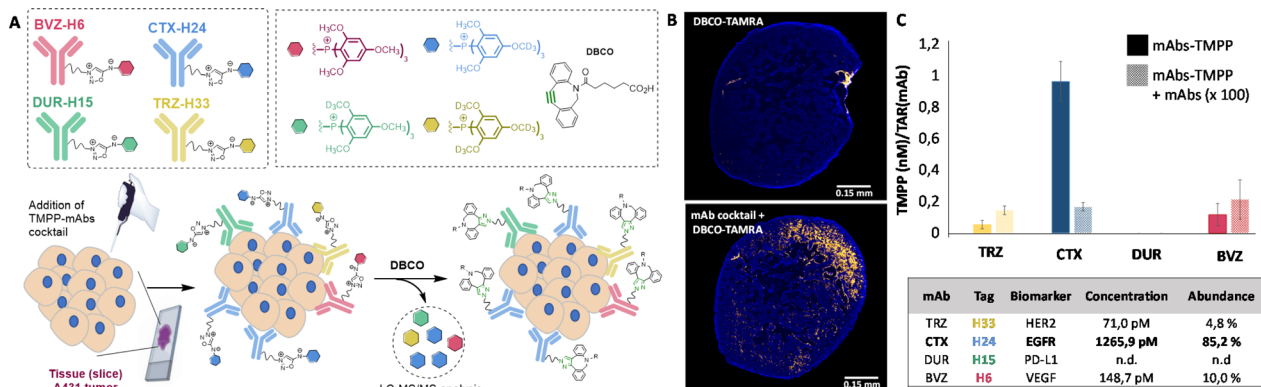 A
BVZ-H6
CTX-H24
DUR-H15
TRZ-H33
H₃CO
P
OCH₃)₃
H₃CO
H₃CO
P
OCH₃)₃
OCD₃
D₃CO
P
OCH₃)₃
H₃CO
D₃CO
P
OCH₃)₃
OCD₃
DBCO
N
O
CO₂H
Addition of
TMPP-mAbs
cocktail
Tissue (slice)
A431 tumor
DBCO
B
DBCO-TAMRA
0.15 mm
mAb cocktail +
DBCO-TAMRA
0.15 mm
C
TMPP (nM)/TAR(mAb)
1,2
1
0,8
0,6
0,4
0,2
0
mAbs-TMPP
mAbs-TMPP
+ mAbs (x 100)
TRZ CTX DUR BVZ
mAb Tag Biomarker Concentration Abundance
TRZ H33 HER2 71,0 pM 4,8 %
CTX H24 EGFR 1265,9 pM 85,2 %
DUR H15 PD-L1 n.d. n.d
BVZ H6 VEGF 148,7 pM 10,0 %